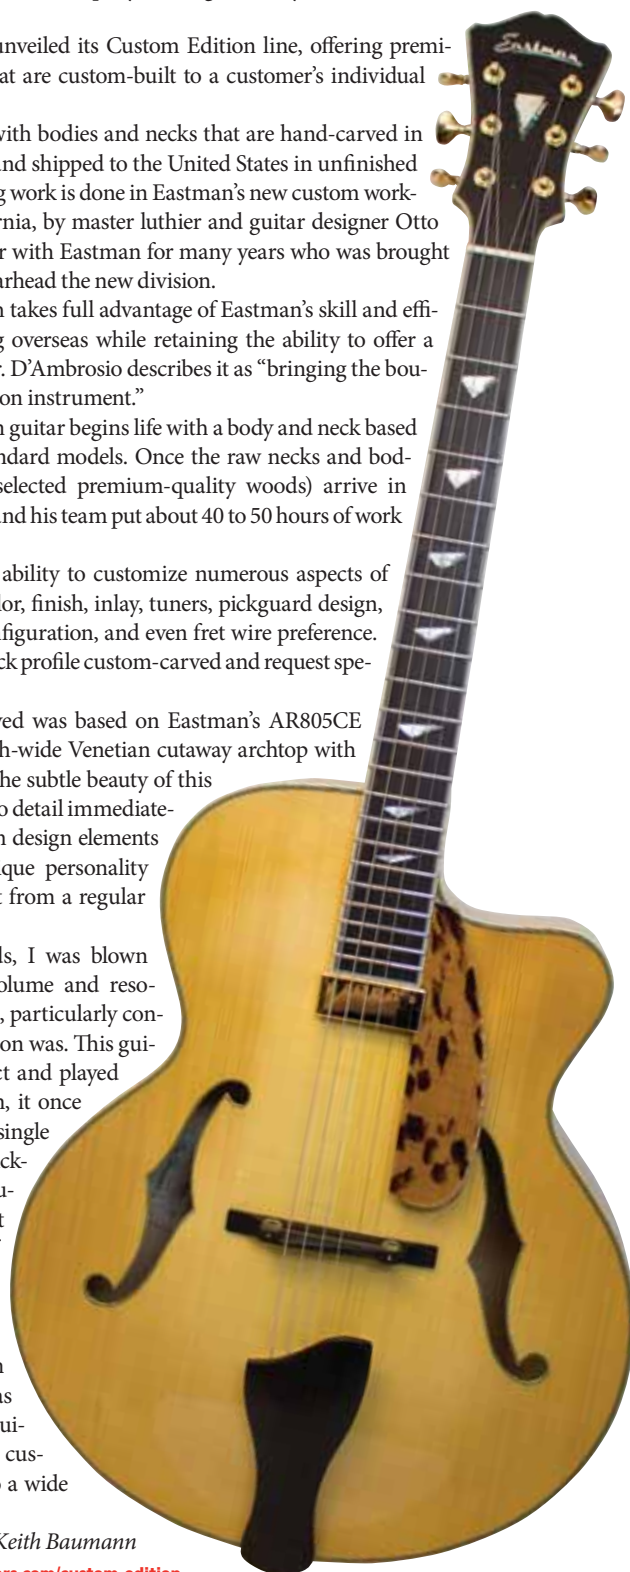 unveiled its Custom Edition line, offering premi-
at are custom-built to a customer’s individual
with bodies and necks that are hand-carved in
and shipped to the United States in unfinished
g work is done in Eastman’s new custom work-
rnia, by master luthier and guitar designer Otto
r with Eastman for many years who was brought
arhead the new division.
n takes full advantage of Eastman’s skill and effi-
g overseas while retaining the ability to offer a
r. D’Ambrosio describes it as “bringing the bou-
on instrument.”
n guitar begins life with a body and neck based
ndard models. Once the raw necks and bod-
selected premium-quality woods) arrive in
and his team put about 40 to 50 hours of work
ability to customize numerous aspects of
lor, finish, inlay, tuners, pickguard design,
nfiguration, and even fret wire preference.
ck profile custom-carved and request spe-
yed was based on Eastman’s AR805CE
h-wide Venetian cutaway archtop with
he subtle beauty of this
o detail immediate-
n design elements
que personality
t from a regular
ds, I was blown
olume and reso-
, particularly con-
on was. This gui-
ct and played
n, it once
single
ck-
u-
t
n
as
ui-
cus-
o a wide
Keith Baumann
ars.com/custom-edition
Eastman